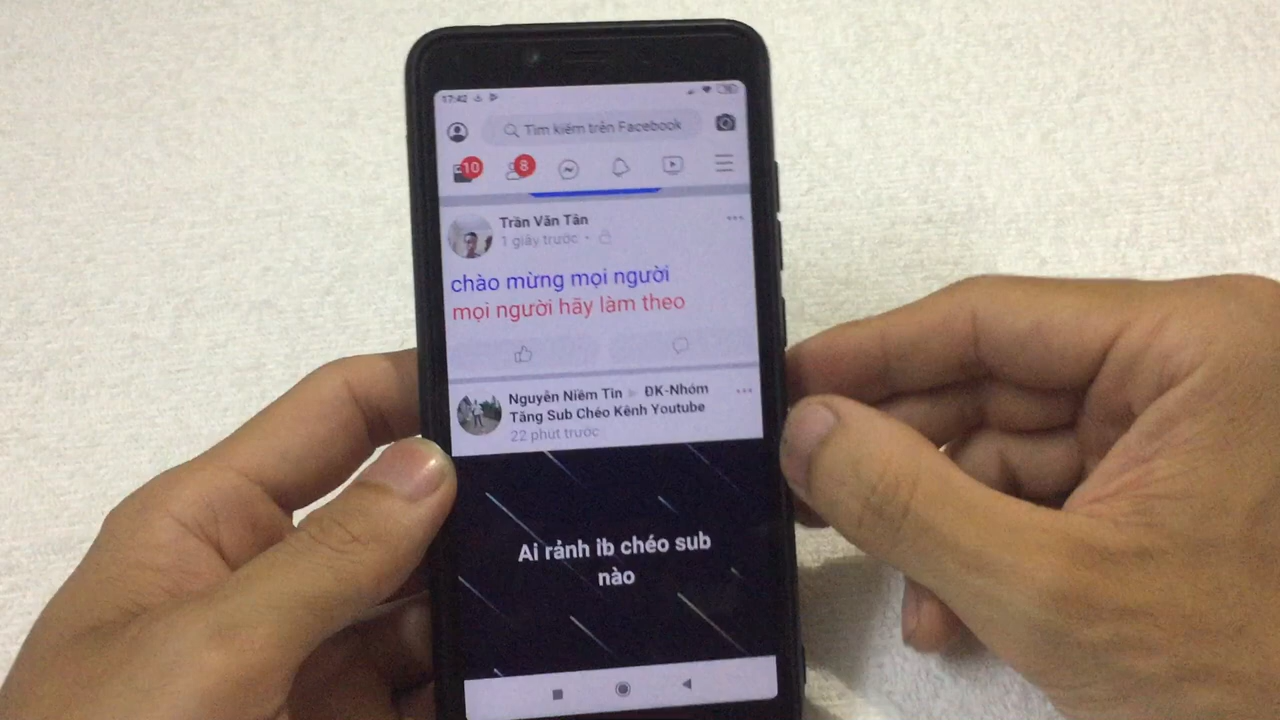 17:42
Tìm kiếm trên Facebook
10
8
Trần Văn Tân
1 giây trước
chào mừng mọi người
mọi người hãy làm theo
Nguyễn Niềm Tin ▸ ĐK-Nhóm
Tăng Sub Chéo Kênh Youtube
22 phút trước
Ai rảnh ib chéo sub
nào